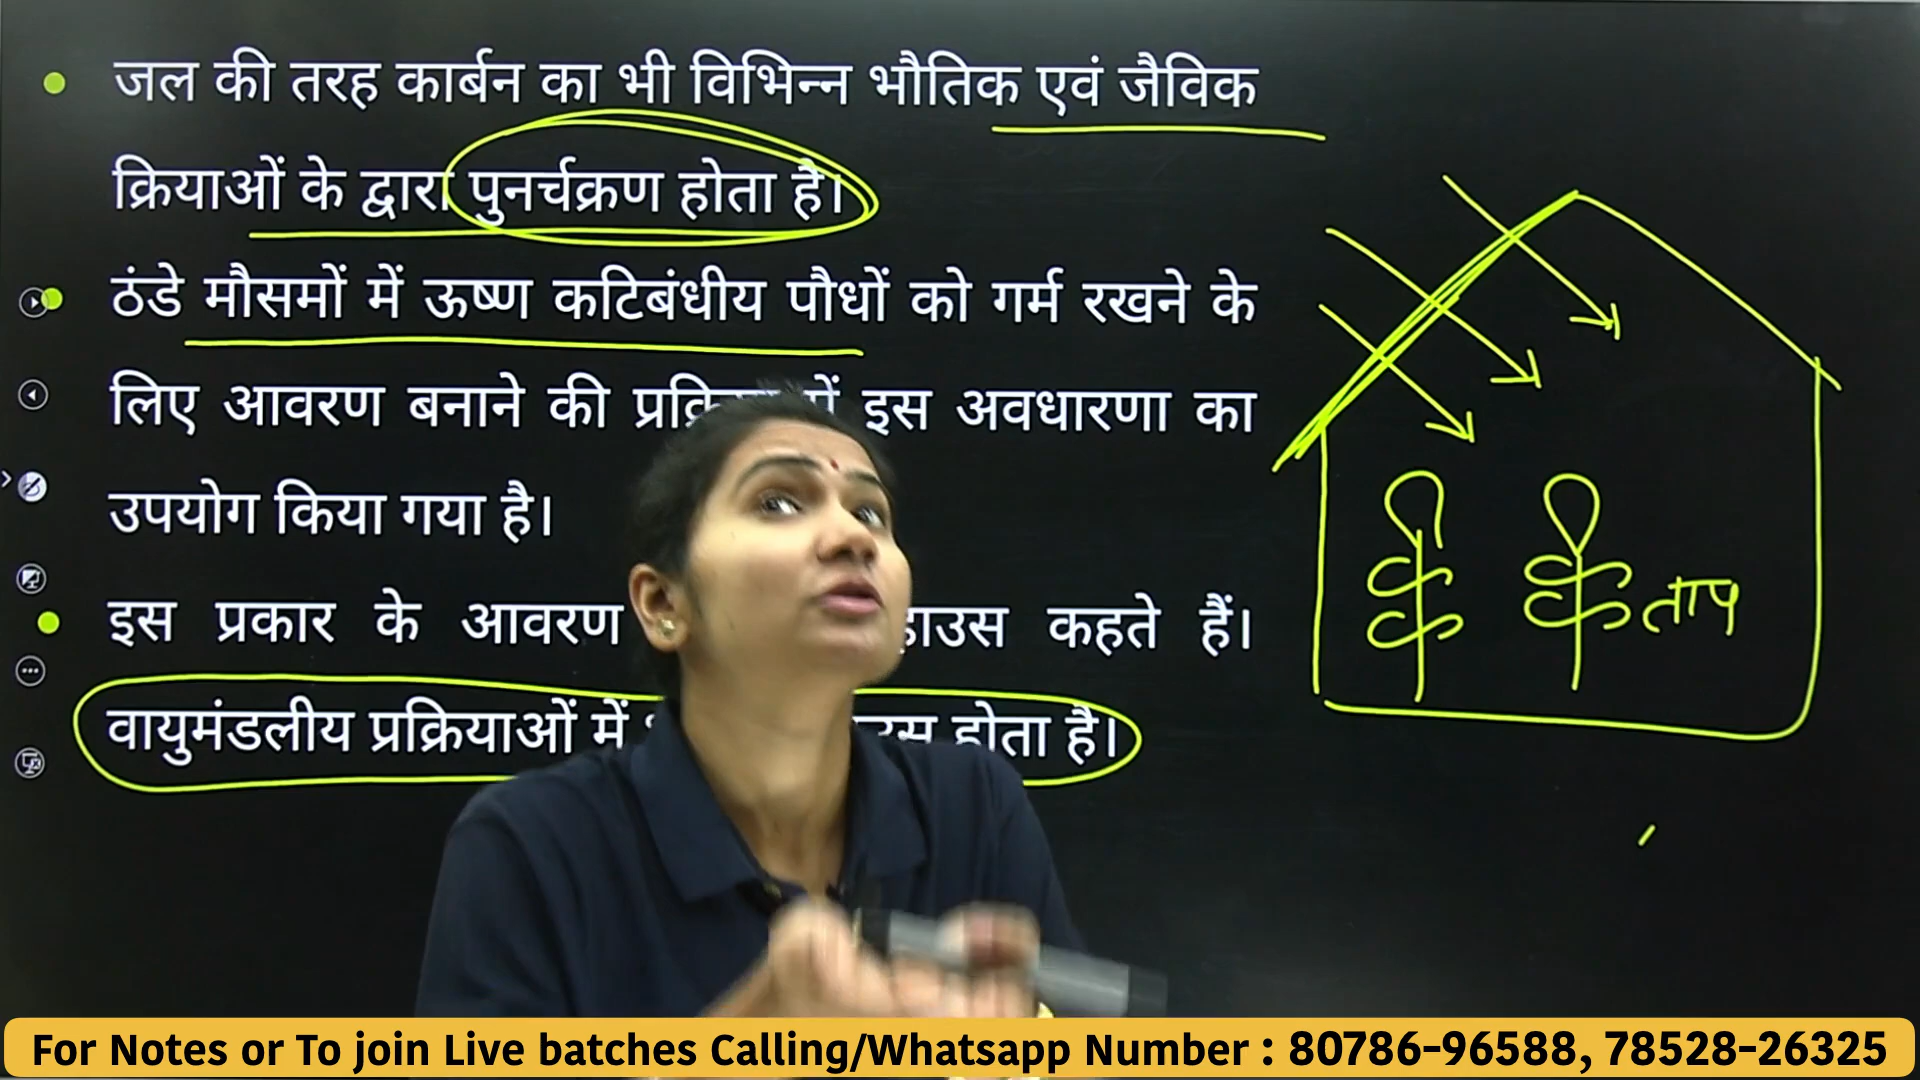 जल की तरह कार्बन का भी विभिन्न भौतिक एवं जैविक
क्रियाओं के द्वारा पुनर्चक्रण होता है।
ठंडे मौसमों में ऊष्ण कटिबंधीय पौधों को गर्म रखने के
लिए आवरण बनाने की में इस अवधारणा का
उपयोग किया गया है।
इस प्रकार के आवरण कहते हैं।
वायुमंडलीय प्रक्रियाओं में होता है।
ताप
For Notes or To join Live batches Calling/Whatsapp Number : 80786-96588, 78528-26325